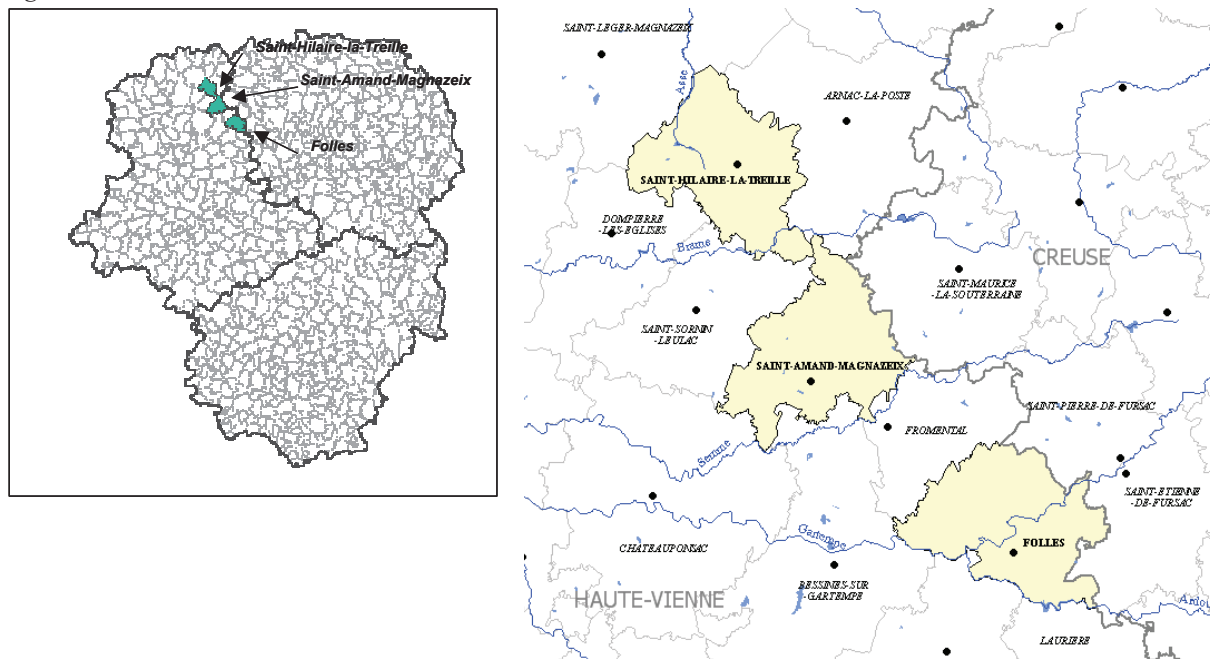 Saint-Hilaire-la-Treille
Saint-Amand-Magnazeix
Folles
SAINT-LEGER-MAGNAZEIX
Asse
ARNAC-LA-POSTE
SAINT-HILAIRE-LA-TREILLE
DOMPIERRE
-LES-EGLISES
Brame
CREUSE
SAINT-MAURICE
-LA-SOUTERRAINE
SAINT-SORNIN
-LEULAC
SAINT-AMAND-MAGNAZEIX
SAINT-PIERRE-DE-FURSAC
FROMENTAL
Semme
SAINT-ETIENNE
-DE-FURSAC
Gartempe
FOLLES
CHATEAUPONSAC
BESSINES-SUR
-GARTEMPE
HAUTE-VIENNE
LAURIERE